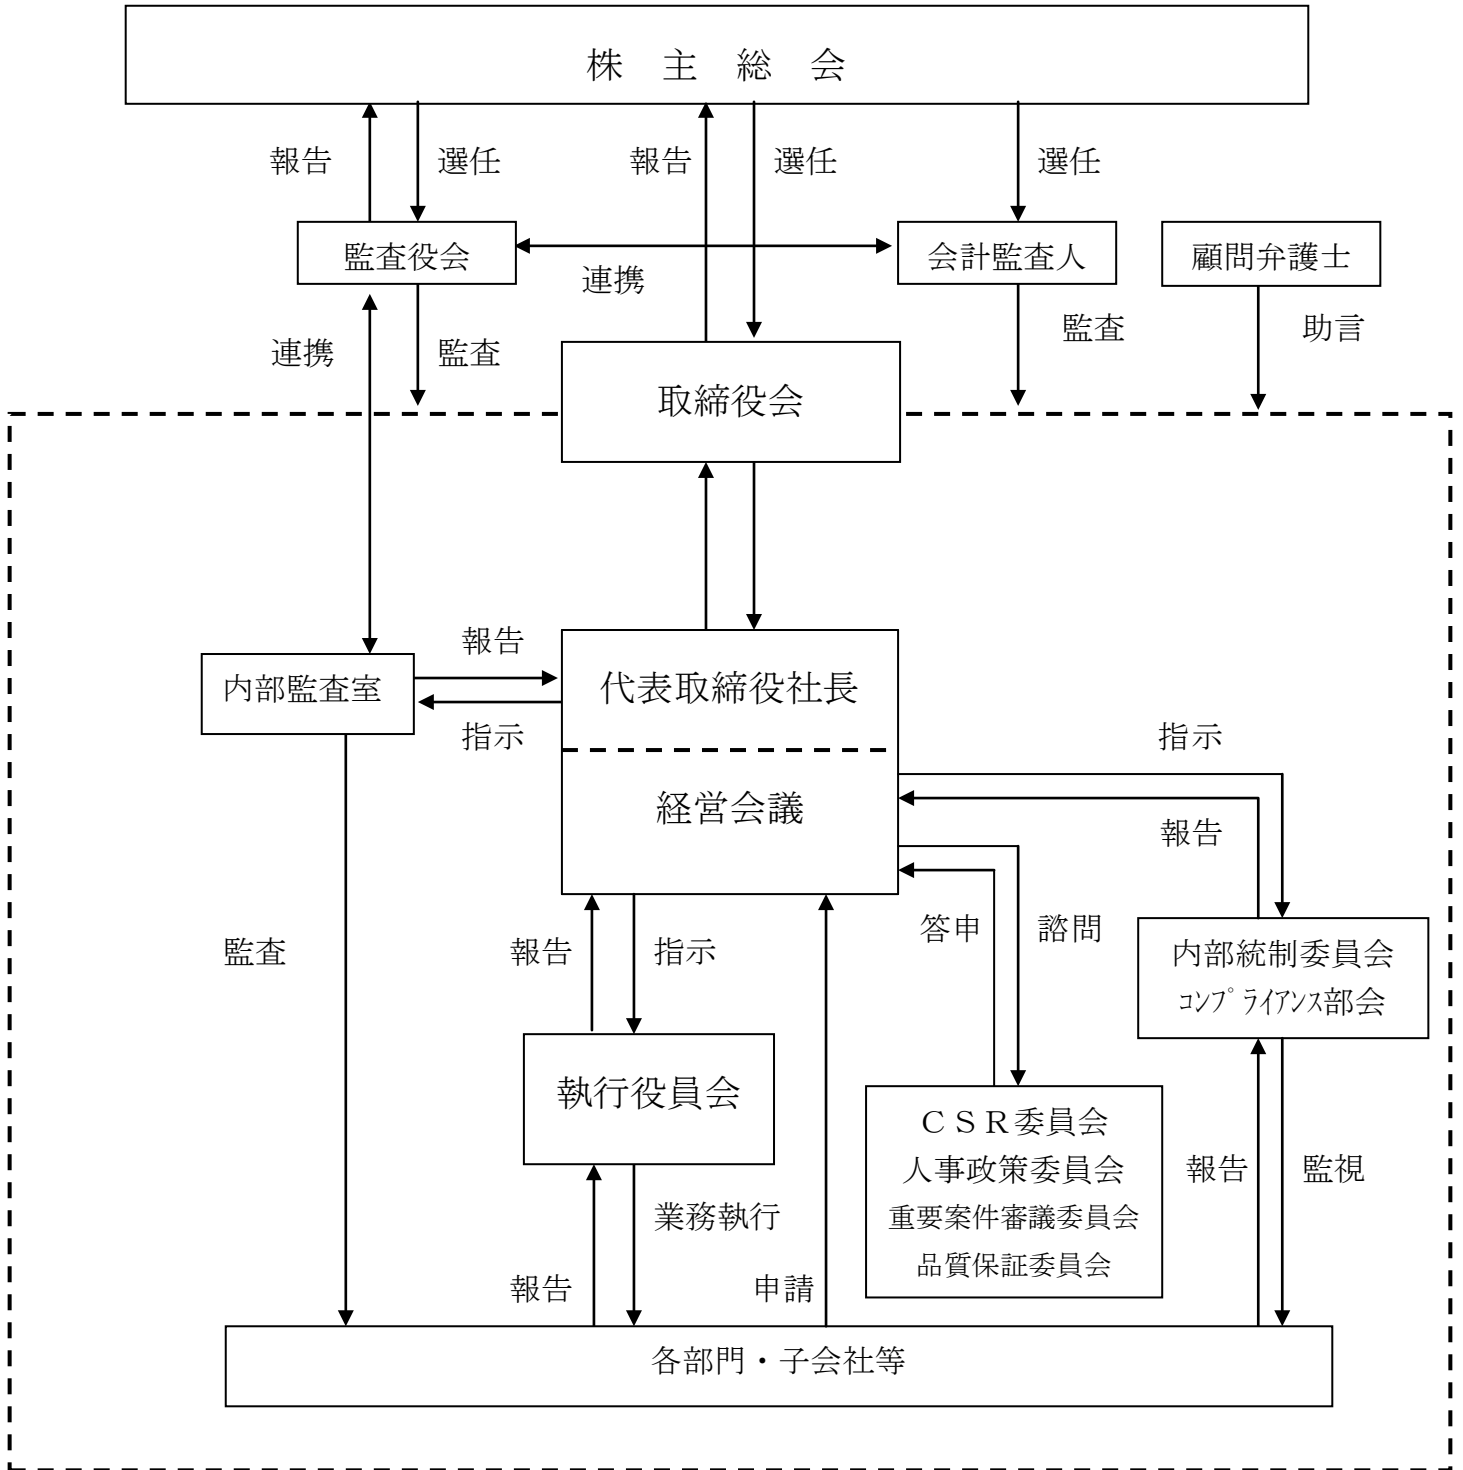 株　主　総　会
報告
選任
報告
選任
選任
監査役会
会計監査人
顧問弁護士
連携
連携
監査
監査
助言
取締役会
内部監査室
報告
指示
代表取締役社長
経営会議
指示
報告
答申
諮問
監査
報告
指示
内部統制委員会
ｺﾝﾌﾟﾗｲｱﾝｽ部会
執行役員会
ＣＳＲ委員会
人事政策委員会
重要案件審議委員会
品質保証委員会
報告
監視
業務執行
報告
申請
各部門・子会社等